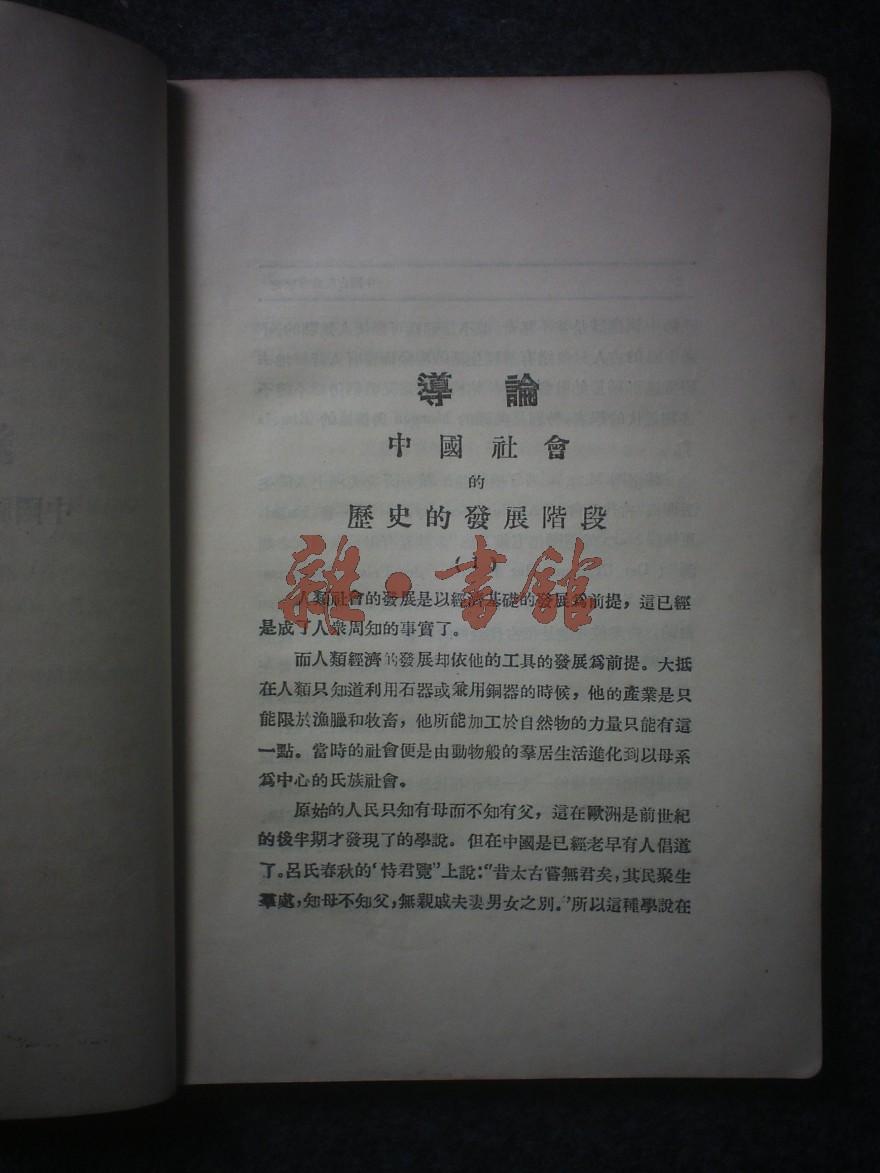 導論
中國社會
的
歷史的發展階段
(1)
雜·書館
人類社會的發展是以經濟基礎的發展爲前提，這已經
是成了人衆周知的事實了。
而人類經濟的發展却依他的工具的發展爲前提。大抵
在人類只知道利用石器或兼用銅器的時候，他的產業是只
能限於漁臘和牧畜，他所能加工於自然物的力量只能有這
一點。當時的社會便是由動物般的羣居生活進化到以母系
爲中心的氏族社會。
原始的人民只知有母而不知有父，這在歐洲是前世紀
的後半期才發現了的學說。但在中國是已經老早有人倡道
了。呂氏春秋的‘恃君覽”上說：“昔太古嘗無君矣，其民聚生
羣處，知母不知父，無親戚夫妻男女之別。”所以這種學說在
中國